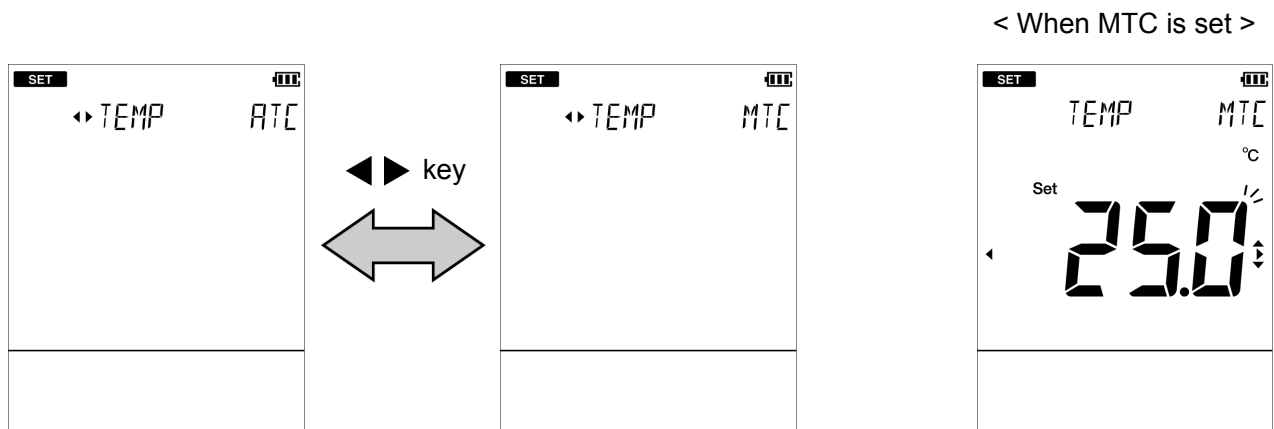 < When MTC is set >
SET
TEMP ATC
◀ ▶ key
SET
TEMP MTC
SET
TEMP MTC
°C
Set
25.0